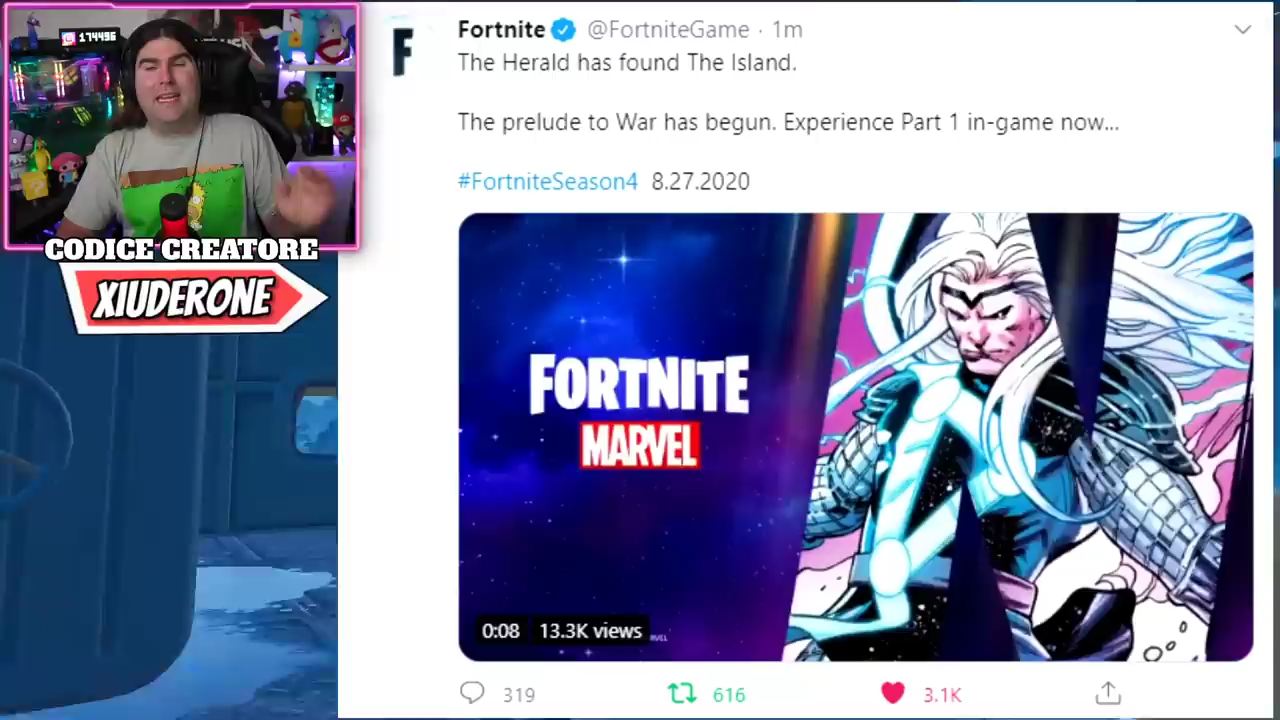 174496
Fortnite @FortniteGame · 1m
The Herald has found The Island.
The prelude to War has begun. Experience Part 1 in-game now...
#FortniteSeason4 8.27.2020
CODICE CREATORE
XIUDERONE
FORTNITE
MARVEL
0:08 13.3K views
319 616 3.1K